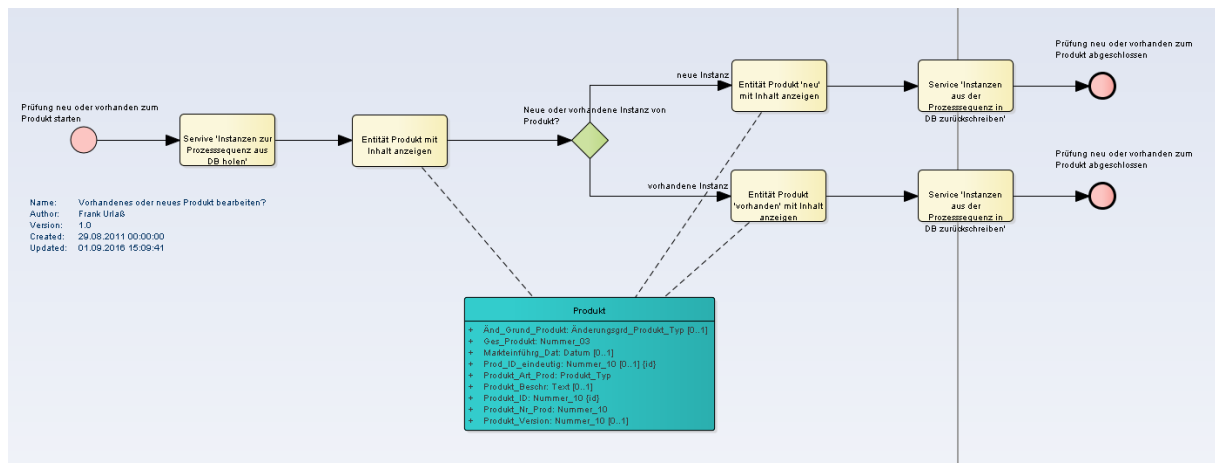 Prüfung neu oder vorhanden zum
Produkt starten
Servive 'Instanzen zur
Prozesssequenz aus
DB holen'
Entität Produkt mit
Inhalt anzeigen
Neue oder vorhandene Instanz von
Produkt?
neue Instanz
Entität Produkt 'neu'
mit Inhalt anzeigen
Service 'Instanzen
aus der
Prozesssequenz in
DB zurückschreiben'
Prüfung neu oder vorhanden zum
Produkt abgeschlossen
vorhandene Instanz
Entität Produkt
'vorhanden' mit Inhalt
anzeigen
Service 'Instanzen
aus der
Prozesssequenz in
DB zurückschreiben'
Prüfung neu oder vorhanden zum
Produkt abgeschlossen
Name: Vorhandenes oder neues Produkt bearbeiten?
Author: Frank Urlaß
Version: 1.0
Created: 29.08.2011 00:00:00
Updated: 01.09.2016 15:09:41
Produkt
+ Änd_Grund_Produkt: Änderungsgrd_Produkt_Typ [0..1]
+ Ges_Produkt: Nummer_03
+ Markteinführg_Dat: Datum [0..1]
+ Prod_ID_eindeutig: Nummer_10 [0..1] {id}
+ Produkt_Art_Prod: Produkt_Typ
+ Produkt_Beschr: Text [0..1]
+ Produkt_ID: Nummer_10 {id}
+ Produkt_Nr_Prod: Nummer_10
+ Produkt_Version: Nummer_10 [0..1]